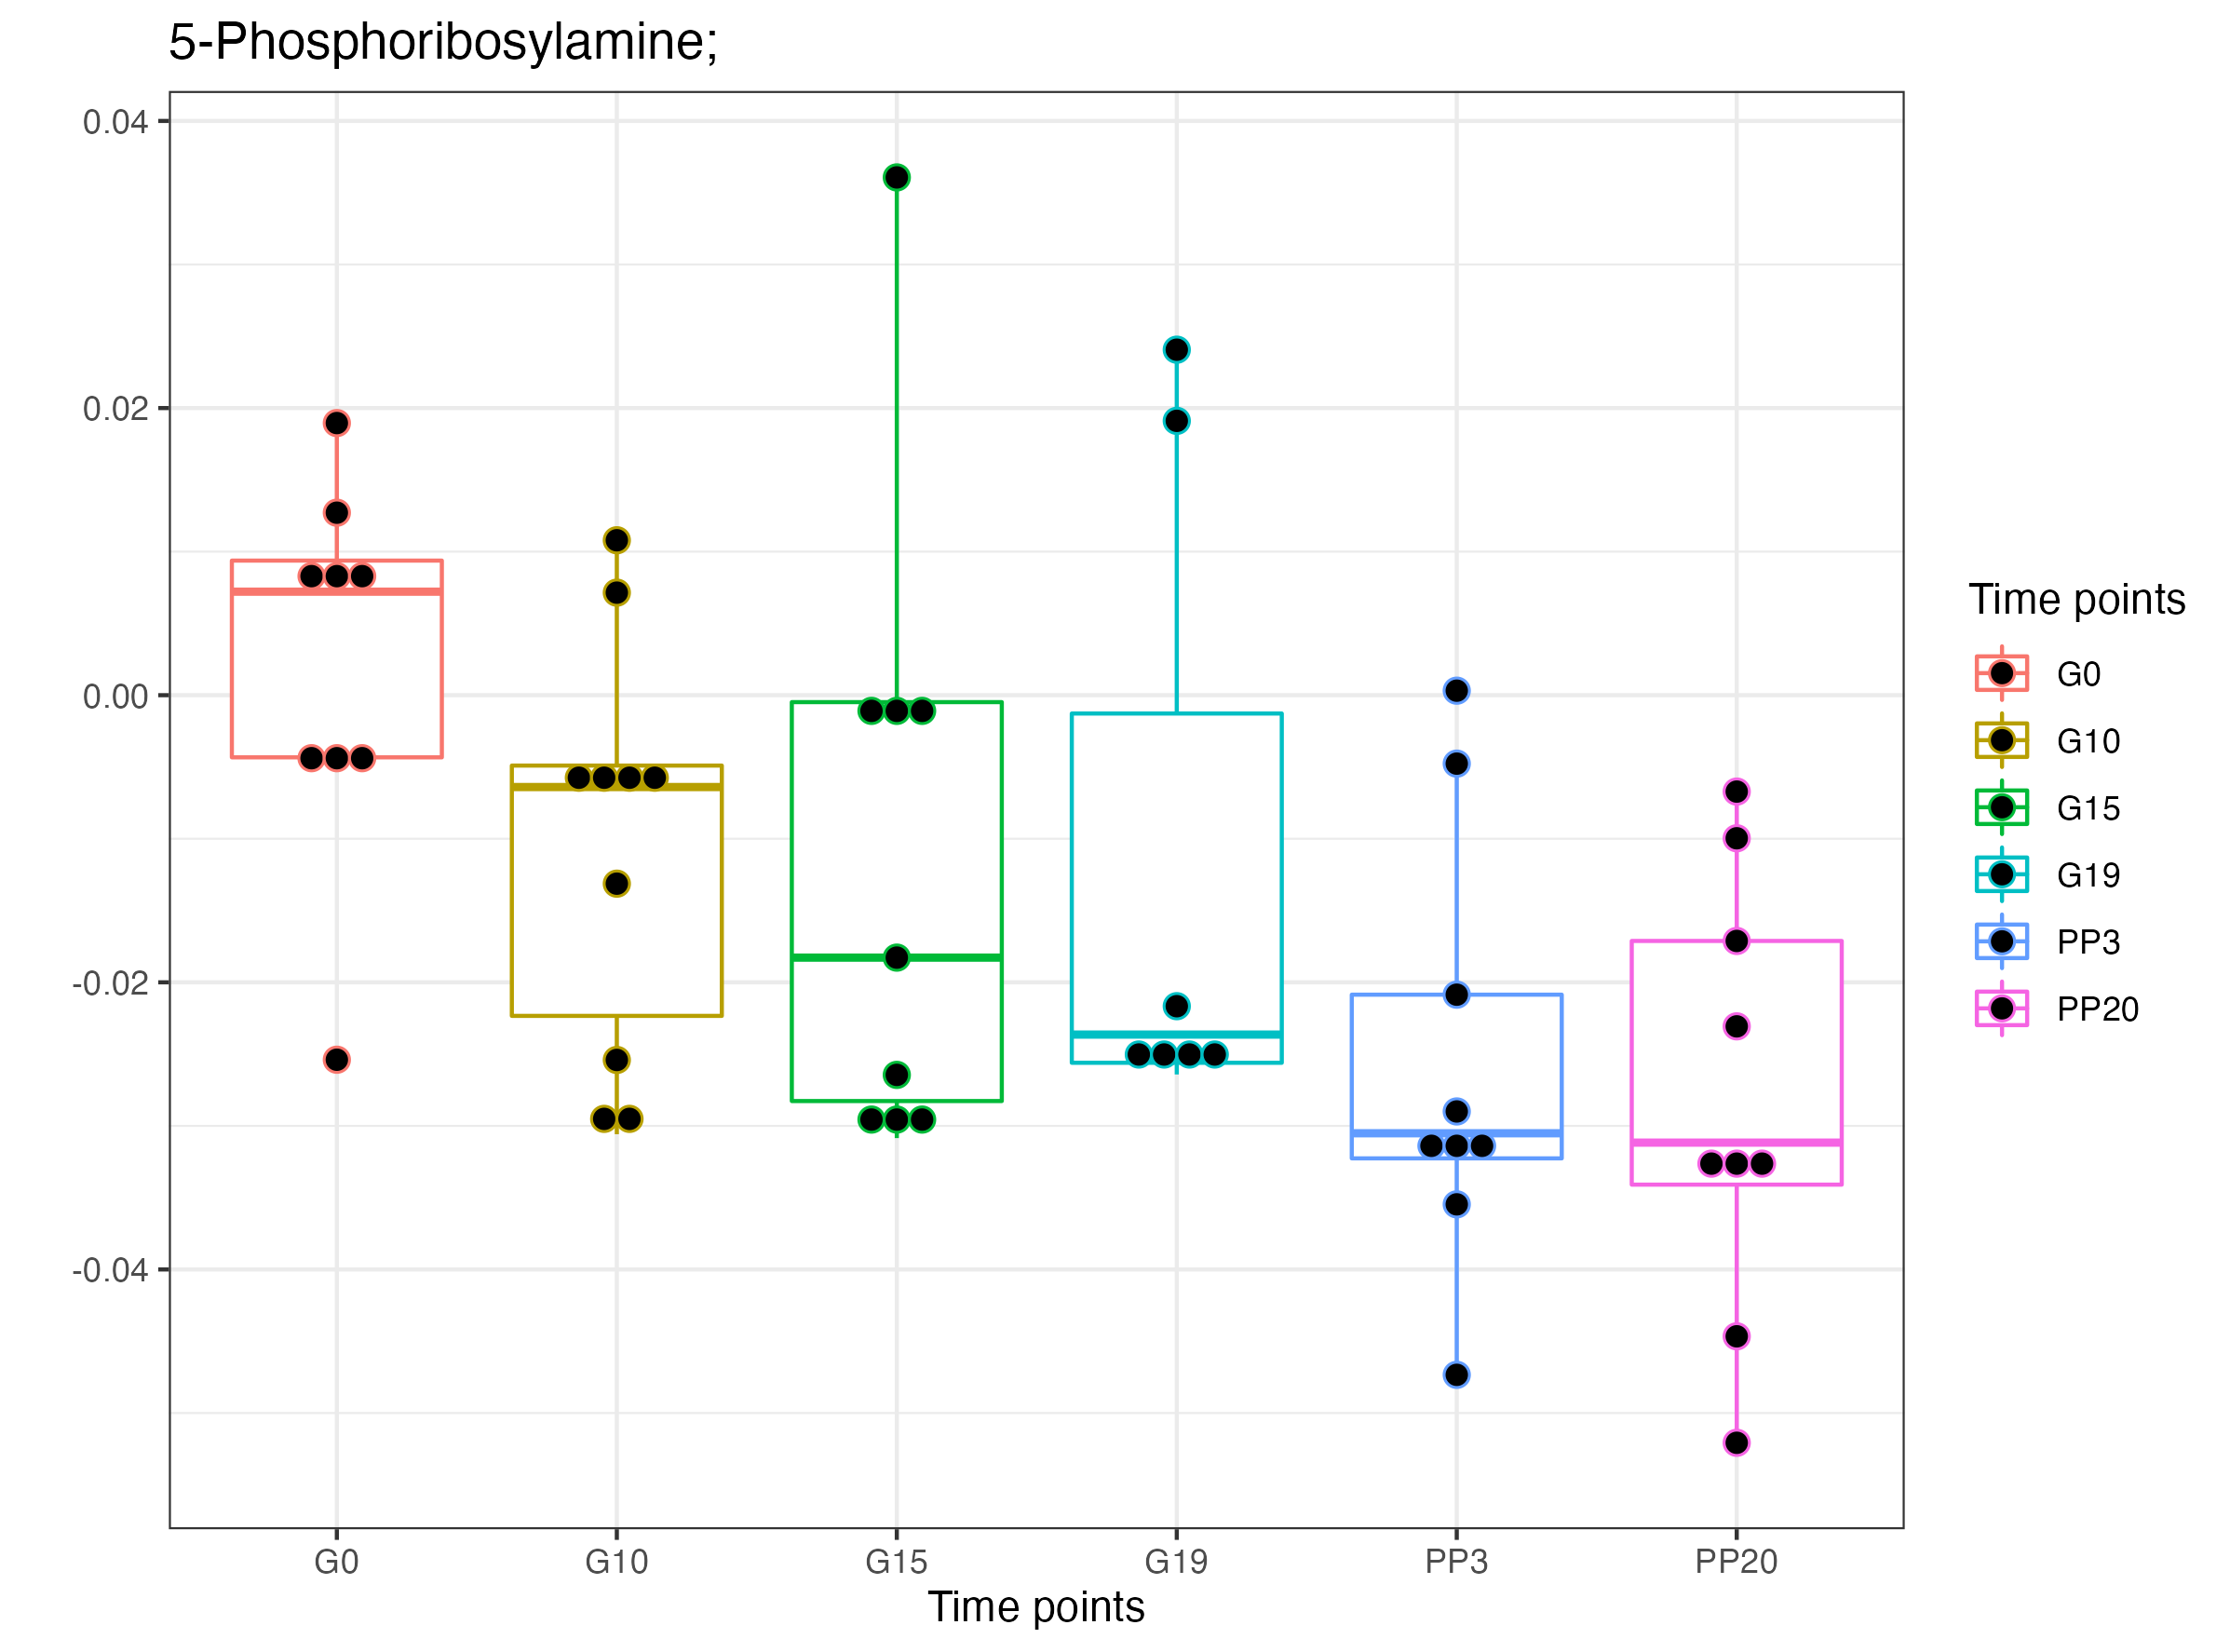 5-Phosphoribosylamine;
0.04
0.02
0.00
-0.02
-0.04
G0 G10 G15 G19 PP3 PP20
Time points
Time points
G0
G10
G15
G19
PP3
PP20